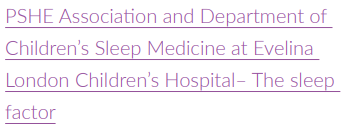 PSHE Association and Department of
Children’s Sleep Medicine at Evelina
London Children’s Hospital– The sleep
factor